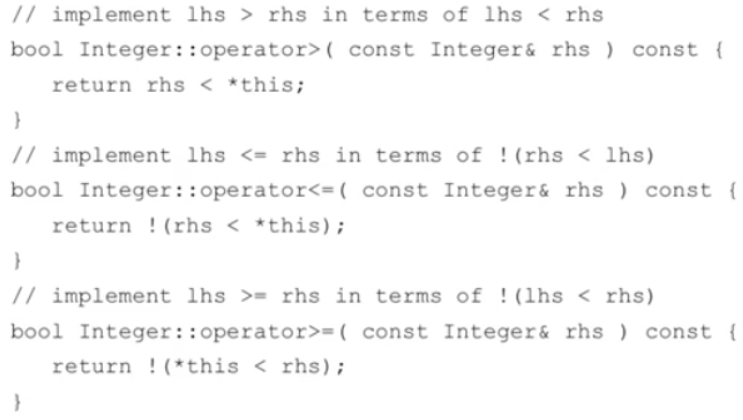 // implement lhs > rhs in terms of lhs < rhs
bool Integer::operator>( const Integer& rhs ) const {
   return rhs < *this;
}
// implement lhs <= rhs in terms of !(rhs < lhs)
bool Integer::operator<=( const Integer& rhs ) const {
   return !(rhs < *this);
}
// implement lhs >= rhs in terms of !(lhs < rhs)
bool Integer::operator>=( const Integer& rhs ) const {
   return !(*this < rhs);
}